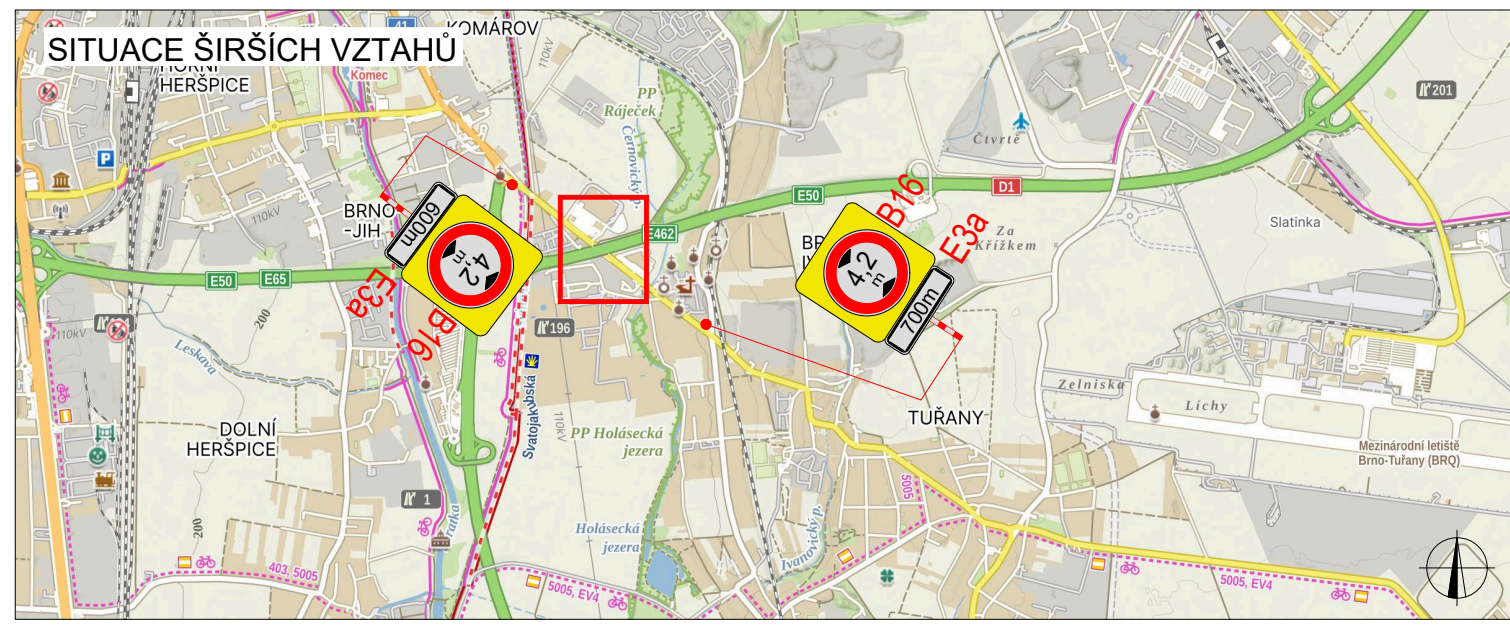 SITUACE ŠIRŠÍCH VZTAHŮ
41
KOMÁROV
HORNÍ
HERŠPICE
Komec
110kV
PP
Ráječek
Černovický p.
Čtvrtě
201
P
110kV
BRNO
-JIH
600m
4,2
m
E3a
B16
E50
E65
E462
E50
D1
B16
E3a
4,2
m
700m
Za
Křížkem
Slatinka
110kV
200
Leskava
196
Svatojakubská
110kV
PP Holásecká
jezera
TUŘANY
Zelniska
Líchy
Mezinárodní letiště
Brno-Tuřany (BRQ)
DOLNÍ
HERŠPICE
1
200
Holásecká
jezera
Ivanovický p.
5005
403, 5005
5005, EV4
5005, EV4